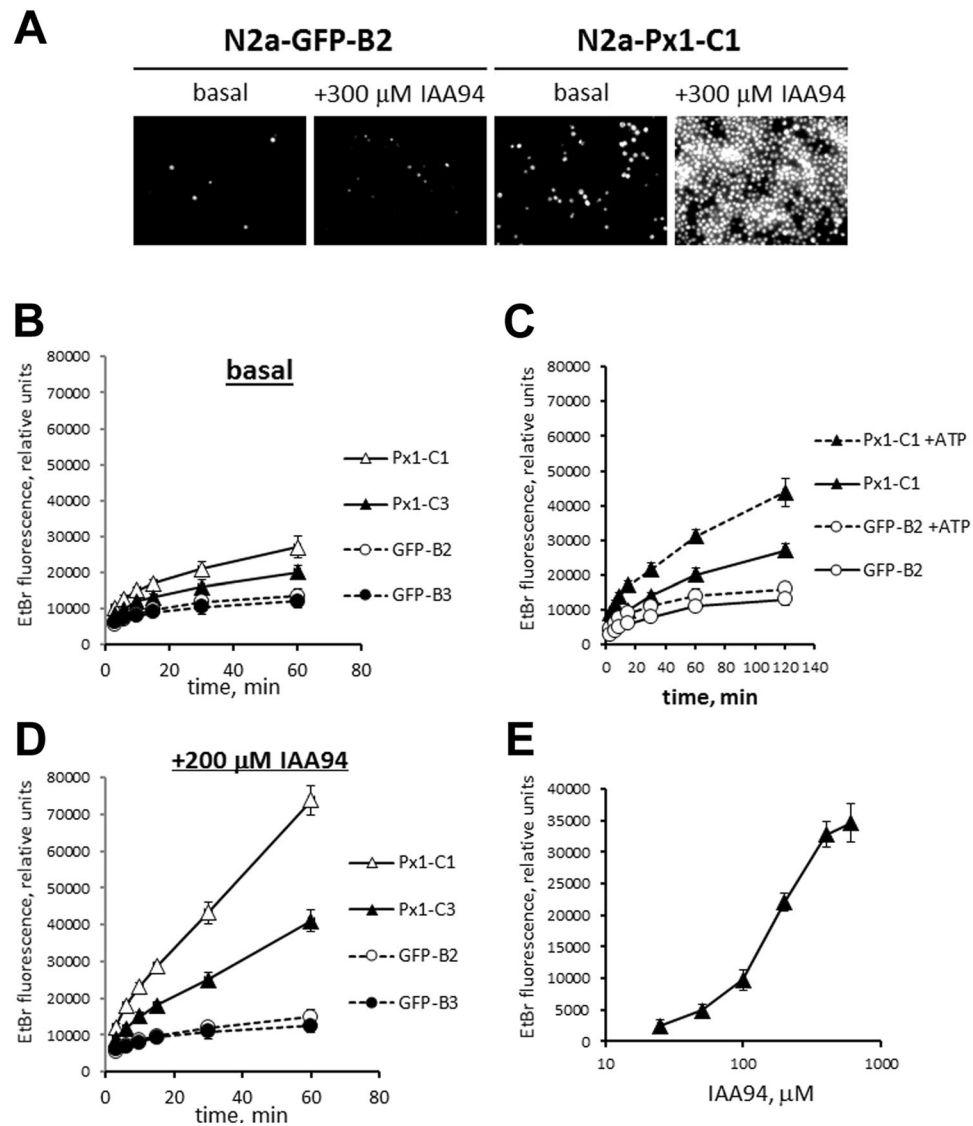 A
N2a-GFP-B2 N2a-Px1-C1
basal +300 µM IAA94 basal +300 µM IAA94
B
basal
EtBr fluorescence, relative units
80000
70000
60000
50000
40000
30000
20000
10000
0
0 20 40 60 80
time, min
Px1-C1
Px1-C3
GFP-B2
GFP-B3
C
EtBr fluorescence, relative units
80000
70000
60000
50000
40000
30000
20000
10000
0
0 20 40 60 80 100 120 140
time, min
Px1-C1 +ATP
Px1-C1
GFP-B2 +ATP
GFP-B2
D
+200 µM IAA94
EtBr fluorescence, relative units
80000
70000
60000
50000
40000
30000
20000
10000
0
0 20 40 60 80
time, min
Px1-C1
Px1-C3
GFP-B2
GFP-B3
E
EtBr fluorescence, relative units
40000
35000
30000
25000
20000
15000
10000
5000
0
10 100 1000
IAA94, µM